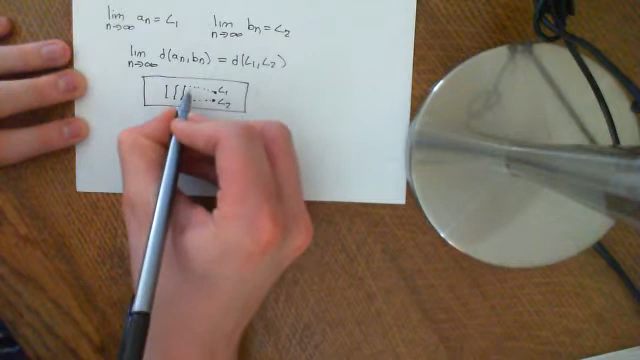 lim n→∞ aₙ = L₁ lim n→∞ bₙ = L₂
lim n→∞ d(aₙ, bₙ) = d(L₁, L₂)
L₁
L₂